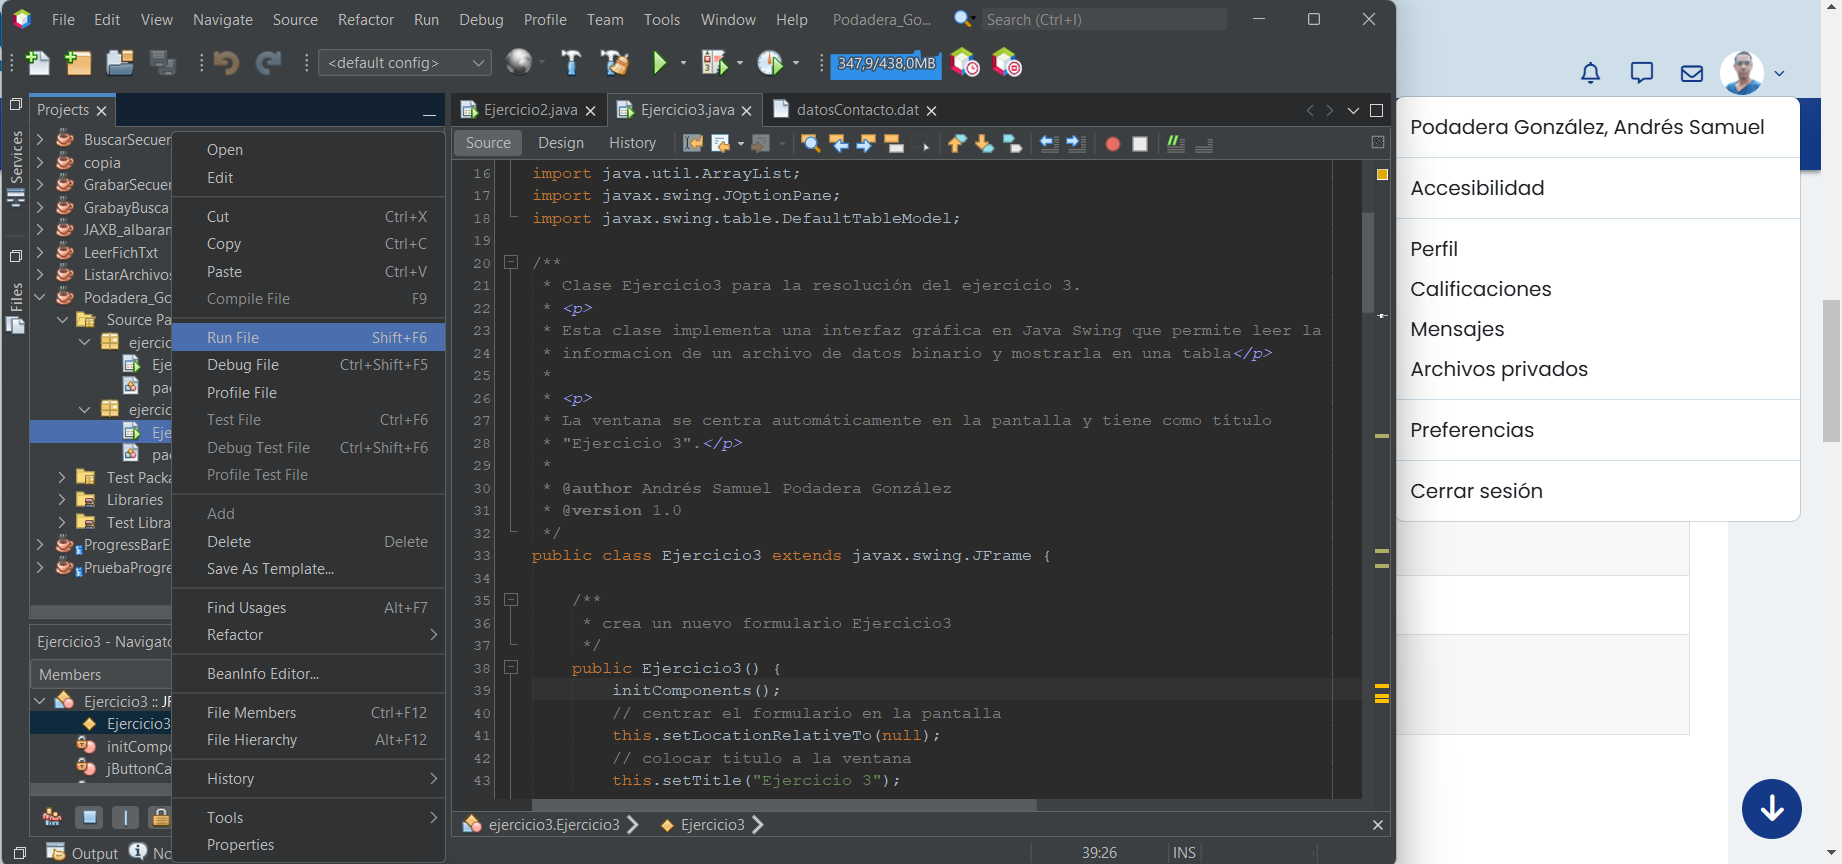 File Edit View Navigate Source Refactor Run Debug Profile Team Tools Window Help Podadera_Go... Search (Ctrl+I)
<default config> 347,9/438,0MB
Projects
Services
Files
BuscarSecuer
copia
GrabarSecuer
GrabayBusca
JAXB_albarar
LeerFichTxt
ListarArchivos
Podadera_Go
Source Pa
ejercic
Eje
pac
ejercic
Eje
pac
Test Packa
Libraries
Test Libra
ProgressBarE
PruebaProgre
Ejercicio3 - Navigato
Members
Ejercicio3 :: JF
Ejercicio3
initCompo
jButtonCa
Output No
Open
Edit
Cut Ctrl+X
Copy Ctrl+C
Paste Ctrl+V
Compile File F9
Run File Shift+F6
Debug File Ctrl+Shift+F5
Profile File
Test File Ctrl+F6
Debug Test File Ctrl+Shift+F6
Profile Test File
Add
Delete Delete
Save As Template...
Find Usages Alt+F7
Refactor
BeanInfo Editor...
File Members Ctrl+F12
File Hierarchy Alt+F12
History
Tools
Properties
Ejercicio2.java Ejercicio3.java datosContacto.dat
Source Design History
16 import java.util.ArrayList;
17 import javax.swing.JOptionPane;
18 import javax.swing.table.DefaultTableModel;
19
20 /**
21 * Clase Ejercicio3 para la resolución del ejercicio 3.
22 * <p>
23 * Esta clase implementa una interfaz gráfica en Java Swing que permite leer la
24 * informacion de un archivo de datos binario y mostrarla en una tabla</p>
25 *
26 * <p>
27 * La ventana se centra automáticamente en la pantalla y tiene como título
28 * "Ejercicio 3".</p>
29 *
30 * @author Andrés Samuel Podadera González
31 * @version 1.0
32 */
33 public class Ejercicio3 extends javax.swing.JFrame {
34
35 /**
36 * crea un nuevo formulario Ejercicio3
37 */
38 public Ejercicio3() {
39 initComponents();
40 // centrar el formulario en la pantalla
41 this.setLocationRelativeTo(null);
42 // colocar titulo a la ventana
43 this.setTitle("Ejercicio 3");
ejercicio3.Ejercicio3 Ejercicio3
39:26 INS
Podadera González, Andrés Samuel
Accesibilidad
Perfil
Calificaciones
Mensajes
Archivos privados
Preferencias
Cerrar sesión